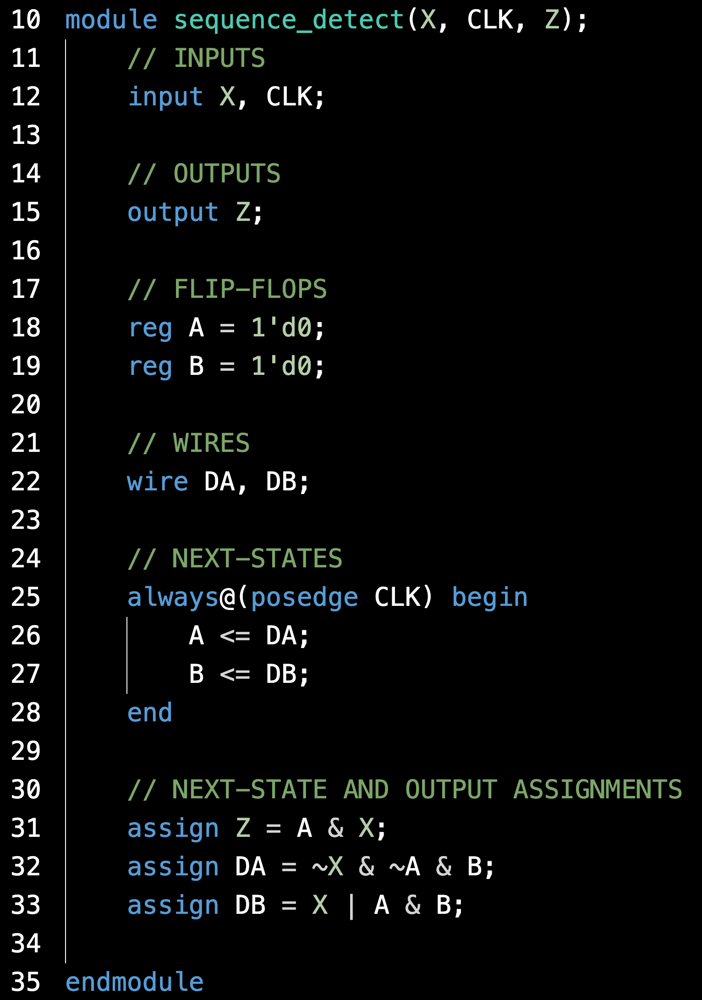 10 module sequence_detect(X, CLK, Z);
11     // INPUTS
12     input X, CLK;
13
14     // OUTPUTS
15     output Z;
16
17     // FLIP-FLOPS
18     reg A = 1'd0;
19     reg B = 1'd0;
20
21     // WIRES
22     wire DA, DB;
23
24     // NEXT-STATES
25     always@(posedge CLK) begin
26         A <= DA;
27         B <= DB;
28     end
29
30     // NEXT-STATE AND OUTPUT ASSIGNMENTS
31     assign Z = A & X;
32     assign DA = ~X & ~A & B;
33     assign DB = X | A & B;
34
35 endmodule